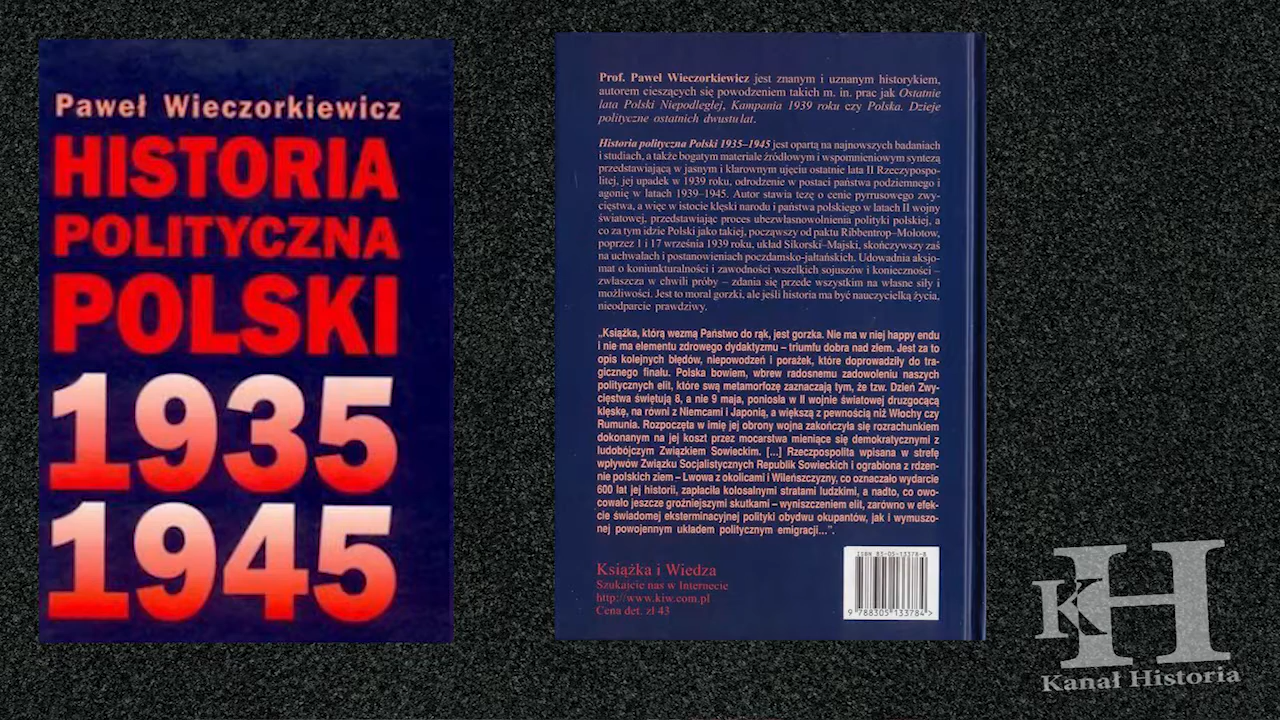 Paweł Wieczorkiewicz
HISTORIA
POLITYCZNA
POLSKI
1935
1945
Prof. Paweł Wieczorkiewicz jest znanym i uznanym historykiem,
autorem cieszących się powodzeniem takich m. in. prac jak Ostatnie
lata Polski Niepodległej, Kampania 1939 roku czy Polska. Dzieje
polityczne ostatnich dwustu lat.
Historia polityczna Polski 1935–1945 jest opartą na najnowszych badaniach
i studiach, a także bogatym materiale źródłowym i wspomnieniowym syntezą
przedstawiającą w jasnym i klarownym ujęciu ostatnie lata II Rzeczypospo-
litej, jej upadek w 1939 roku, odrodzenie w postaci państwa podziemnego i
agonię w latach 1939–1945. Autor stawia tezę o cenie pyrrusowego zwy-
cięstwa, a więc w istocie klęski narodu i państwa polskiego w latach II wojny
światowej, przedstawiając proces ubezwłasnowolnienia polityki polskiej, a
co za tym idzie Polski jako takiej, począwszy od paktu Ribbentrop–Mołotow,
poprzez 1 i 17 września 1939 roku, układ Sikorski–Majski, skończywszy zaś
na uchwałach i postanowieniach poczdamsko-jałtańskich. Udowadnia aksjo-
mat o koniunkturalności i zawodności wszelkich sojuszów i konieczności –
zwłaszcza w chwili próby – zdania się przede wszystkim na własne siły i
możliwości. Jest to morał gorzki, ale jeśli historia ma być nauczycielką życia,
nieodparcie prawdziwy.
„Książka, którą wezmą Państwo do rąk, jest gorzka. Nie ma w niej happy endu
i nie ma elementu zdrowego dydaktyzmu – triumfu dobra nad złem. Jest za to
opis kolejnych błędów, niepowodzeń i porażek, które doprowadziły do tra-
gicznego finału. Polska bowiem, wbrew radosnemu zadowoleniu naszych
politycznych elit, które swą metamorfozę zaznaczają tym, że tzw. Dzień Zwy-
cięstwa świętują 8, a nie 9 maja, poniosła w II wojnie światowej druzgocącą
klęskę, na równi z Niemcami i Japonią, a większą z pewnością niż Włochy czy
Rumunia. Rozpoczęta w imię jej obrony wojna zakończyła się rozrachunkiem
dokonanym na jej koszt przez mocarstwa mieniące się demokratycznymi z
ludobójczym Związkiem Sowieckim. [...] Rzeczpospolita wpisana w strefę
wpływów Związku Socjalistycznych Republik Sowieckich i ograbiona z rdzen-
nie polskich ziem – Lwowa z okolicami i Wileńszczyzny, co oznaczało wydarcie
600 lat jej historii, zapłaciła kolosalnymi stratami ludzkimi, a nadto, co owo-
cowało jeszcze groźniejszymi skutkami – wyniszczeniem elit, zarówno w efek-
cie świadomej eksterminacyjnej polityki obydwu okupantów, jak i wymuszo-
nej powojennym układem politycznym emigracji...”.
Książka i Wiedza
Szukajcie nas w Internecie
http://www.kiw.com.pl
Cena det. zł 43
ISBN 83-05-13378-8
9 788305 133784 >
KH
Kanał Historia